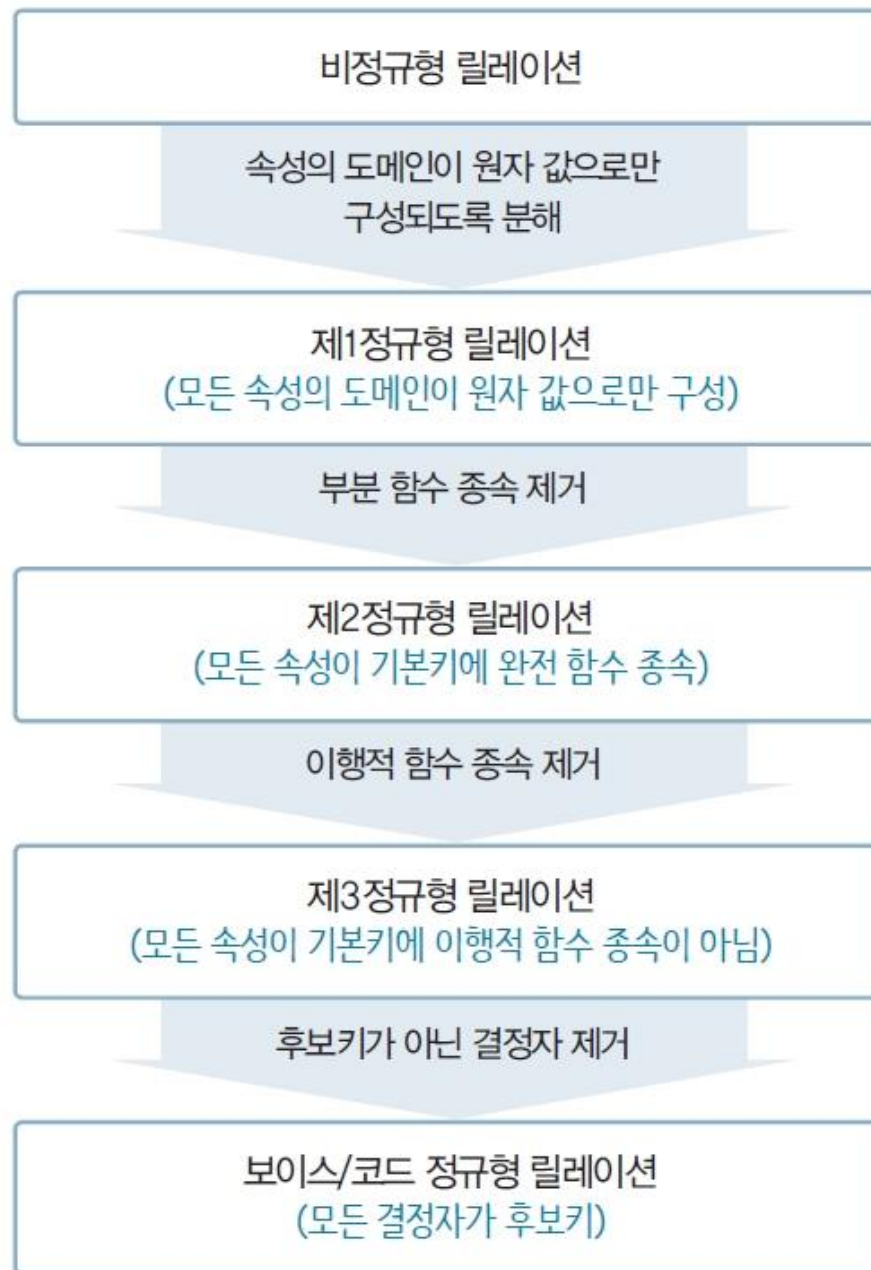 비정규형 릴레이션
속성의 도메인이 원자 값으로만
구성되도록 분해
제1정규형 릴레이션
(모든 속성의 도메인이 원자 값으로만 구성)
부분 함수 종속 제거
제2정규형 릴레이션
(모든 속성이 기본키에 완전 함수 종속)
이행적 함수 종속 제거
제3정규형 릴레이션
(모든 속성이 기본키에 이행적 함수 종속이 아님)
후보키가 아닌 결정자 제거
보이스/코드 정규형 릴레이션
(모든 결정자가 후보키)